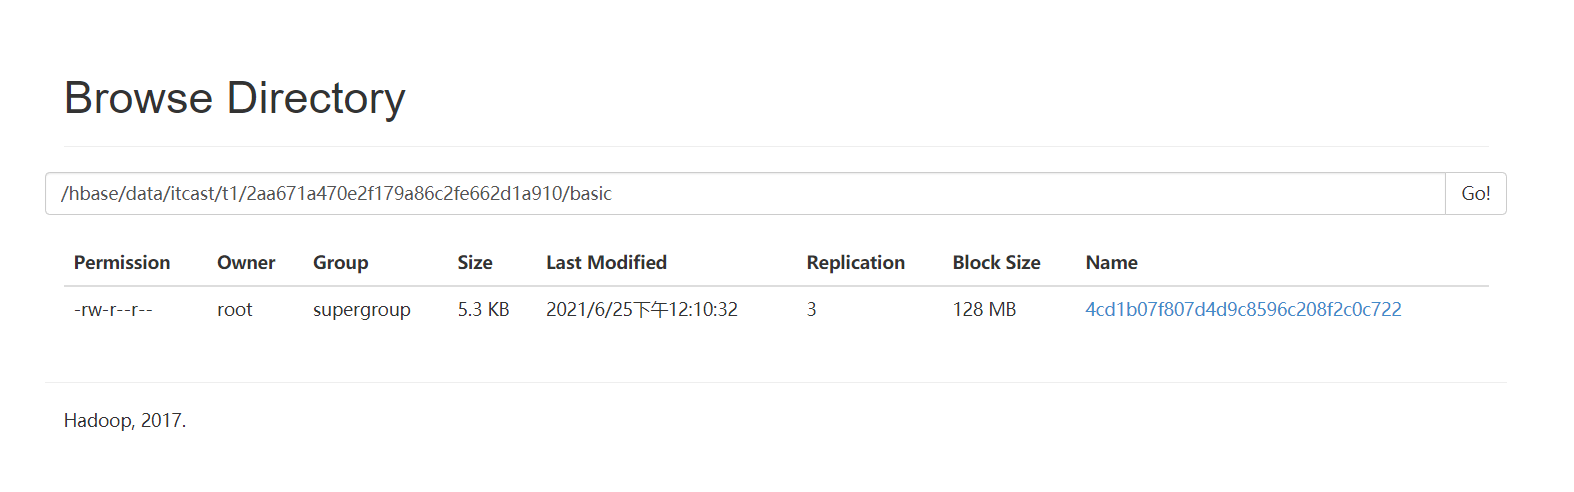 Browse Directory
/hbase/data/itcast/t1/2aa671a470e2f179a86c2fe662d1a910/basic Go!
Permission Owner Group Size Last Modified Replication Block Size Name
-rw-r--r-- root supergroup 5.3 KB 2021/6/25下午12:10:32 3 128 MB 4cd1b07f807d4d9c8596c208f2c0c722
Hadoop, 2017.